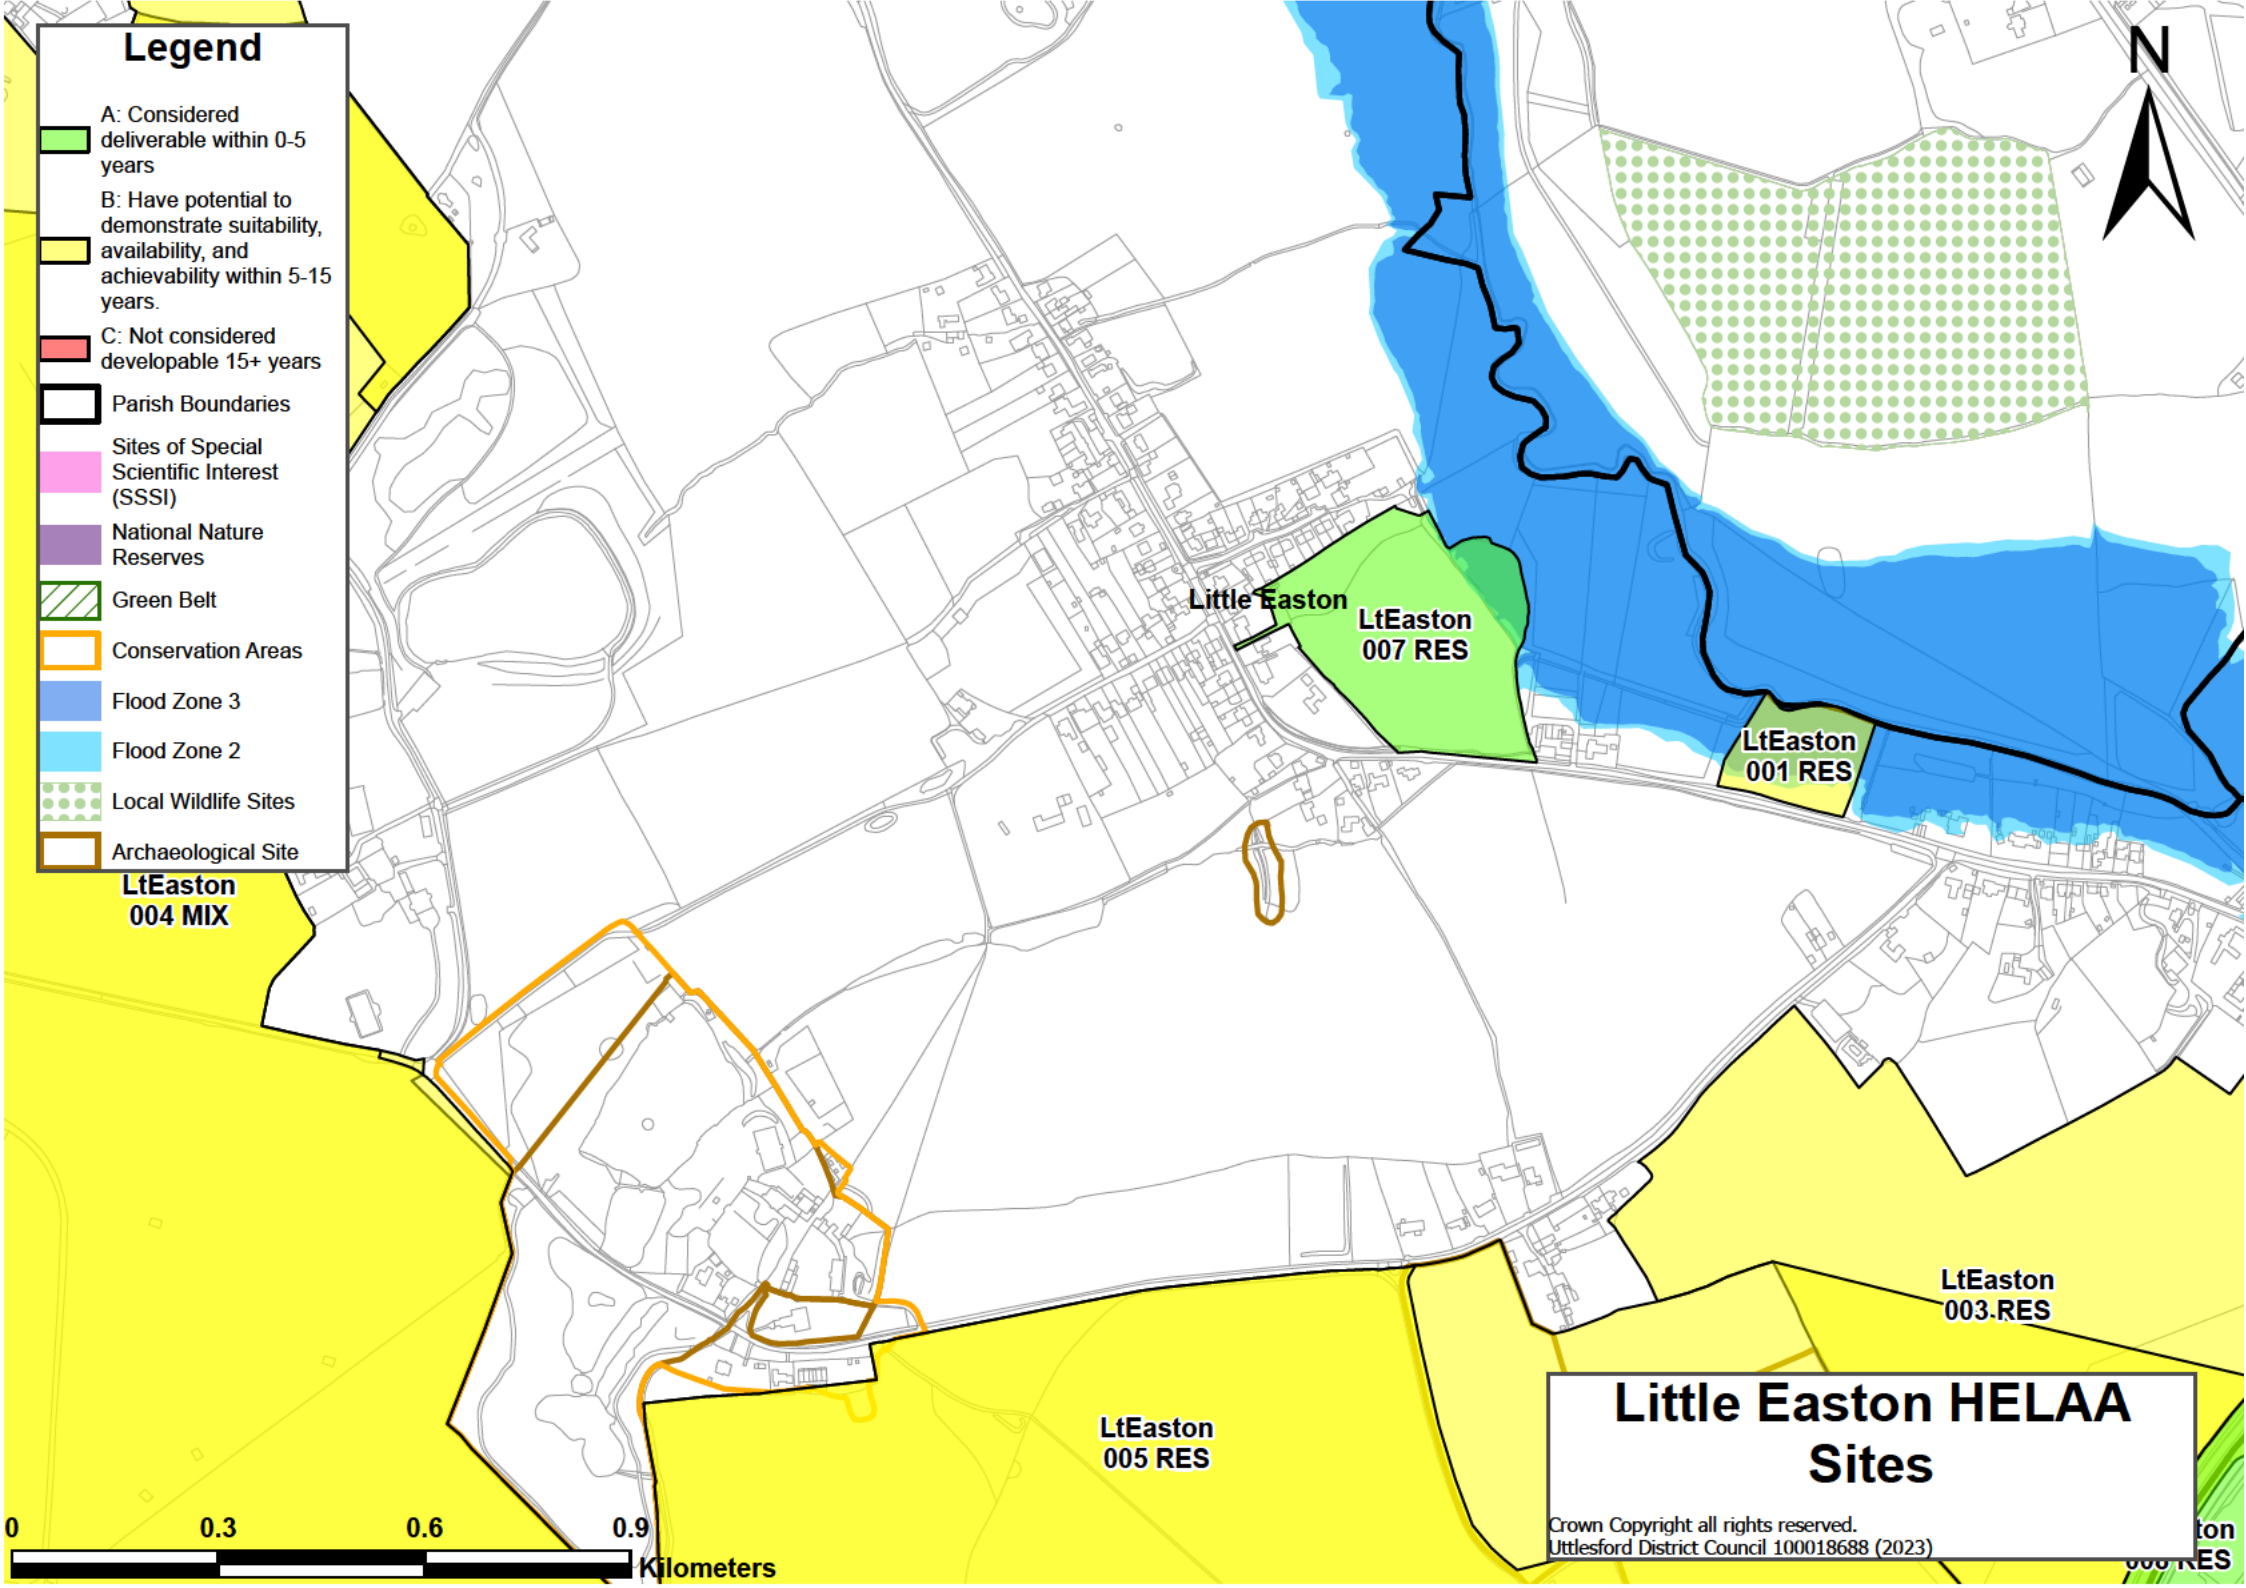 Legend
A: Considered
deliverable within 0-5
years
B: Have potential to
demonstrate suitability,
availability, and
achievability within 5-15
years.
C: Not considered
developable 15+ years
Parish Boundaries
Sites of Special
Scientific Interest
(SSSI)
National Nature
Reserves
Green Belt
Conservation Areas
Flood Zone 3
Flood Zone 2
Local Wildlife Sites
Archaeological Site
N
Little Easton
LtEaston
007 RES
LtEaston
001 RES
LtEaston
004 MIX
LtEaston
003 RES
LtEaston
005 RES
Little Easton HELAA
Sites
Crown Copyright all rights reserved.
Uttlesford District Council 100018688 (2023)
ton
008 RES
0 0.3 0.6 0.9
Kilometers